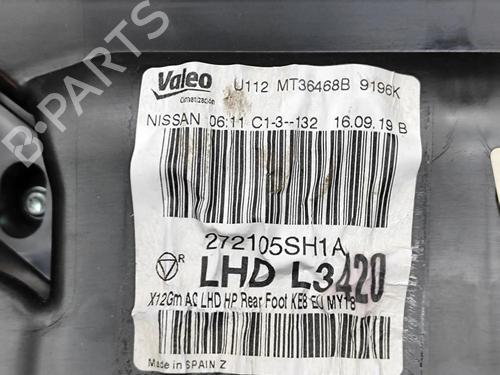 Valeo
Climatización
U112 MT36468B 9196K
NISSAN 06:11 C1-3--132 16.09.19 B
272105SH1A
R
LHD L3420
X12Gm AC LHD HP Rear Foot KE8 EU MY18
Made in SPAIN Z